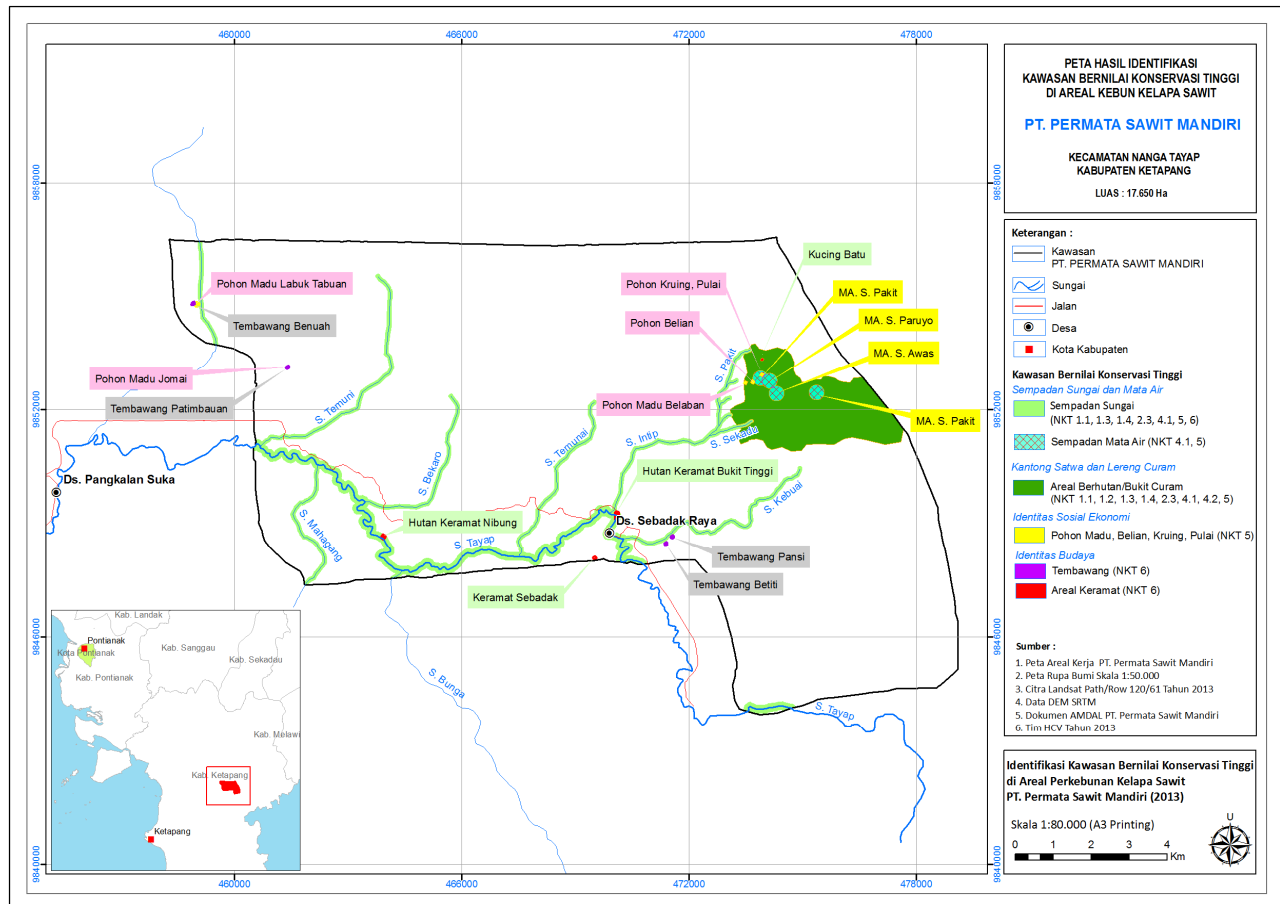 460000
466000
472000
478000
9858000
9858000
9852000
9852000
9846000
9846000
9840000
9840000
460000
466000
472000
478000
Kucing Batu
Pohon Kruing, Pulai
MA. S. Pakit
Pohon Madu Labuk Tabuan
Pohon Belian
MA. S. Paruyo
Tembawang Benuah
MA. S. Awas
S. Pakit
Pohon Madu Jomai
Tembawang Patimbauan
Pohon Madu Belaban
MA. S. Pakit
S. Temuni
S. Intip
S. Sekadu
S. Temunai
S. Bekaro
Hutan Keramat Bukit Tinggi
Ds. Pangkalan Suka
S. Kebuai
Hutan Keramat Nibung
Ds. Sebadak Raya
S. Mahagang
S. Tayap
Tembawang Pansi
Tembawang Betiti
Keramat Sebadak
S. Bunga
S. Tayap
Kab. Landak
Pontianak
Kota Pontianak
Kab. Sanggau
Kab. Sekadau
Kab. Pontianak
Kab. Melawi
Kab. Ketapang
Ketapang
PETA HASIL IDENTIFIKASI
KAWASAN BERNILAI KONSERVASI TINGGI
DI AREAL KEBUN KELAPA SAWIT
PT. PERMATA SAWIT MANDIRI
KECAMATAN NANGA TAYAP
KABUPATEN KETAPANG
LUAS : 17.650 Ha
Keterangan :
Kawasan
PT. PERMATA SAWIT MANDIRI
Sungai
Jalan
Desa
Kota Kabupaten
Kawasan Bernilai Konservasi Tinggi
Sempadan Sungai dan Mata Air
Sempadan Sungai
(NKT 1.1, 1.3, 1.4, 2.3, 4.1, 5, 6)
Sempadan Mata Air (NKT 4.1, 5)
Kantong Satwa dan Lereng Curam
Areal Berhutan/Bukit Curam
(NKT 1.1, 1.2, 1.3, 1.4, 2.3, 4.1, 4.2, 5)
Identitas Sosial Ekonomi
Pohon Madu, Belian, Kruing, Pulai (NKT 5)
Identitas Budaya
Tembawang (NKT 6)
Areal Keramat (NKT 6)
Sumber :
1. Peta Areal Kerja PT. Permata Sawit Mandiri
2. Peta Rupa Bumi Skala 1:50.000
3. Citra Landsat Path/Row 120/61 Tahun 2013
4. Data DEM SRTM
5. Dokumen AMDAL PT. Permata Sawit Mandiri
6. Tim HCV Tahun 2013
Identifikasi Kawasan Bernilai Konservasi Tinggi
di Areal Perkebunan Kelapa Sawit
PT. Permata Sawit Mandiri (2013)
Skala 1:80.000 (A3 Printing)
U
0 1 2 3 4
Km